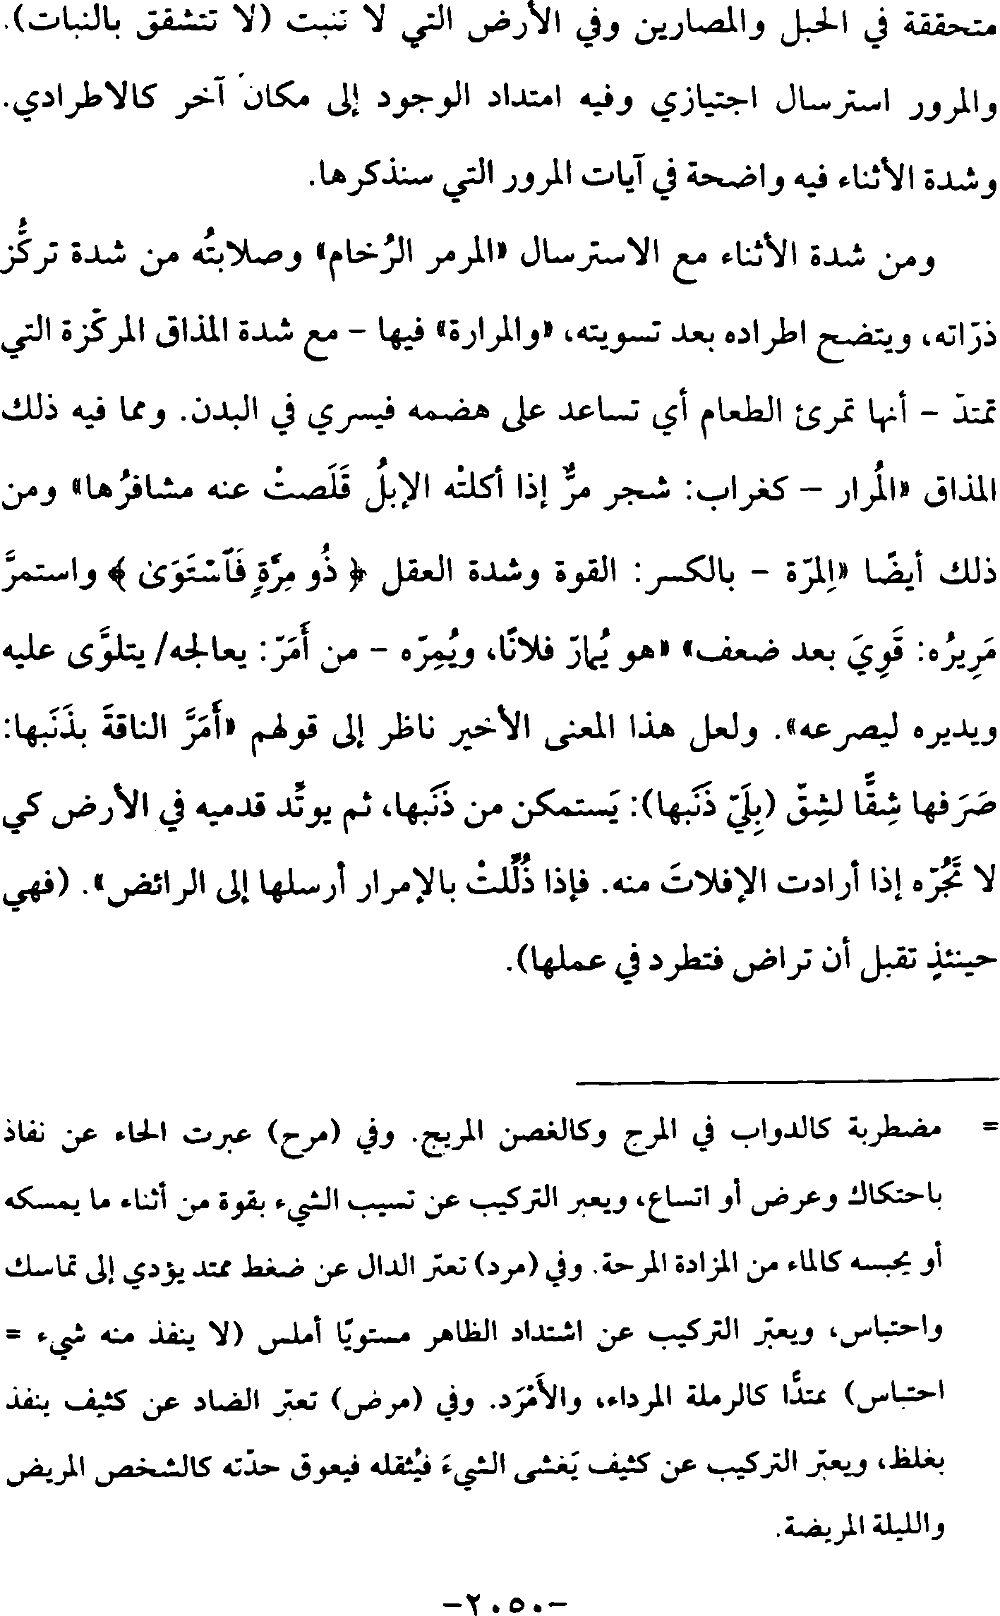 متحققة في الحبل والمصارين وفي الأرض التي لا تنبت (لا تتشقق بالنبات).
والمرور استرسال اجتيازي وفيه امتداد الوجود إلى مكان آخر كالاطرادي.
وشدة الأثناء فيه واضحة في آيات المرور التي سنذكرها.
ومن شدة الأثناء مع الاسترسال «المرمر الرُخام» وصلابتُه من شدة تركُّز
ذرّاته، ويتضح اطراده بعد تسويته، «والمرارة» فيها – مع شدة المذاق المركّزة التي
تمتدّ – أنها تمرئ الطعام أي تساعد على هضمه فيسري في البدن. ومما فيه ذلك
المذاق «المُرار – كغراب: شجر مرٌّ إذا أكلتْه الإبلُ قَلَصتْ عنه مشافرُها» ومن
ذلك أيضًا «المِرّة – بالكسر: القوة وشدة العقل ﴿ ذُو مِرَّةٍ فَٱسْتَوَىٰ ﴾ واستمرَّ
مَرِيرُه: قَوِيَ بعد ضعف» «هو يُمارّ فلانًا، ويُمِرّه – من أَمَرّ: يعالجه/ يتلوَّى عليه
ويديره ليصرعه». ولعل هذا المعنى الأخير ناظر إلى قولهم «أَمَرَّ الناقةَ بذَنَبها:
صَرَفها شِقًّا لشِقّ (بِلَيّ ذَنَبها): يَستمكن من ذَنَبها، ثم يوتِّد قدميه في الأرض كي
لا تَجُرّه إذا أرادت الإفلاتَ منه. فإذا ذُلِّلتْ بالإمرار أرسلها إلى الرائض». (فهي
حينئذٍ تقبل أن تراض فتطرد في عملها).
= مضطربة كالدواب في المرج وكالغصن المريج. وفي (مرح) عبرت الحاء عن نفاذ
باحتكاك وعرض أو اتساع، ويعبر التركيب عن تسيب الشيء بقوة من أثناء ما يمسكه
أو يحبسه كالماء من المزادة المرحة. وفي (مرد) تعبّر الدال عن ضغط ممتد يؤدي إلى تماسك
واحتباس، ويعبّر التركيب عن اشتداد الظاهر مستويًا أملس (لا ينفذ منه شيء =
احتباس) ممتدًّا كالرملة المرداء، والأَمْرَد. وفي (مرض) تعبّر الضاد عن كثيف ينفذ
بغلظ، ويعبّر التركيب عن كثيف يَغشى الشيءَ فيُثقله فيعوق حدّته كالشخص المريض
والليلة المريضة.
-٢٠٥٠-